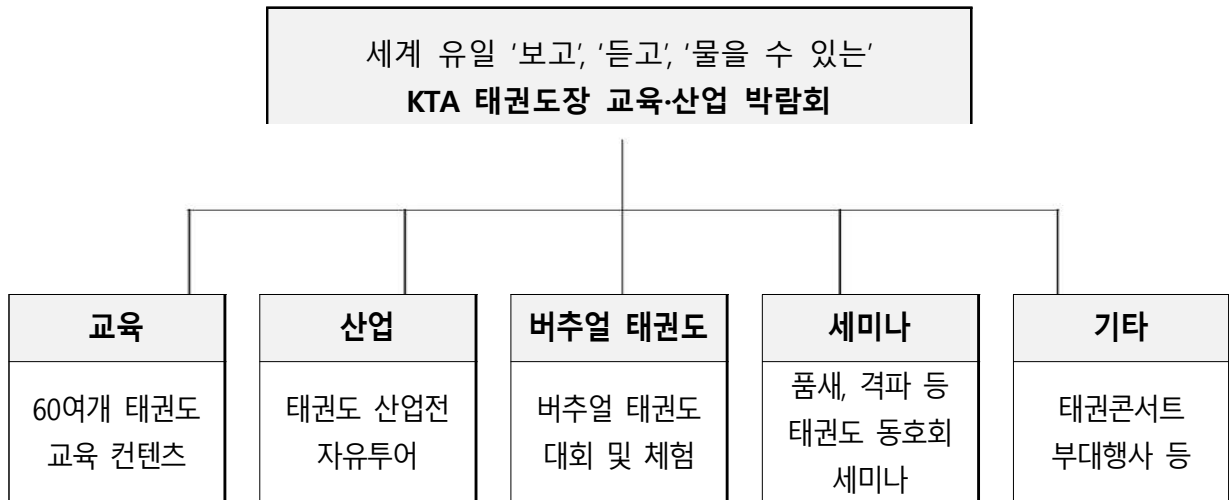 세계 유일 ‘보고’, ‘듣고’, ‘물을 수 있는’
KTA 태권도장 교육·산업 박람회
교육
60여개 태권도
교육 컨텐츠
산업
태권도 산업전
자유투어
버추얼 태권도
버추얼 태권도
대회 및 체험
세미나
품새, 격파 등
태권도 동호회
세미나
기타
태권콘서트
부대행사 등